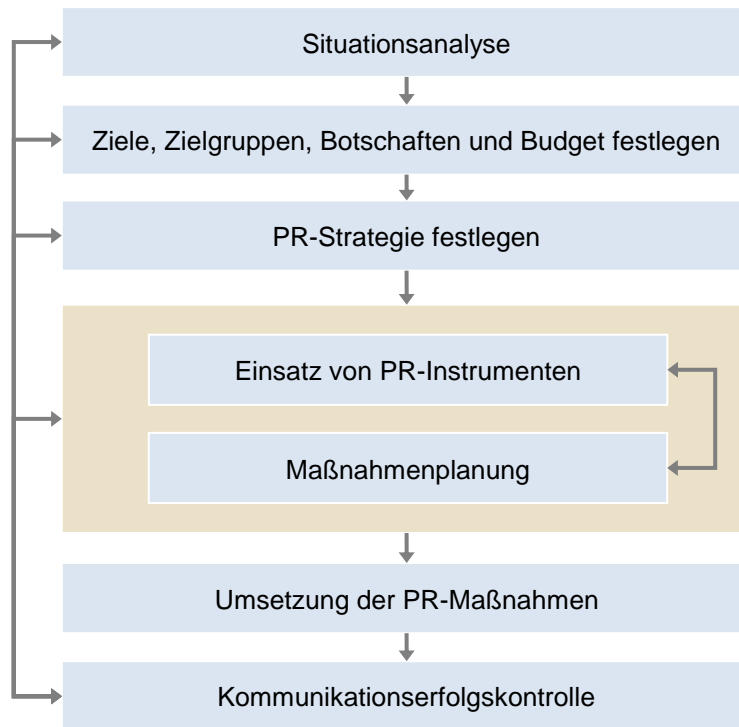 Situationsanalyse
Ziele, Zielgruppen, Botschaften und Budget festlegen
PR-Strategie festlegen
Einsatz von PR-Instrumenten
Maßnahmenplanung
Umsetzung der PR-Maßnahmen
Kommunikationserfolgskontrolle